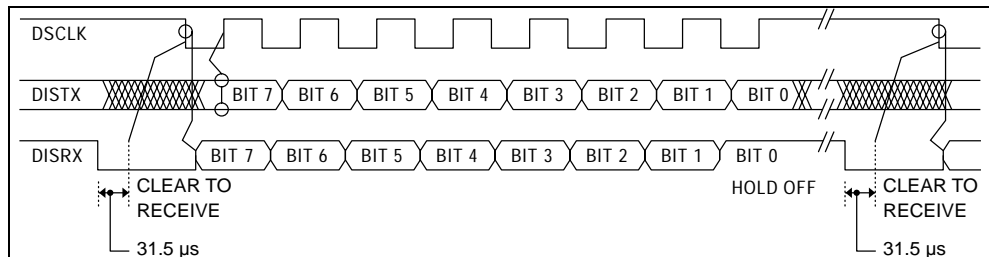 DSCLK
DISTX BIT 7 BIT 6 BIT 5 BIT 4 BIT 3 BIT 2 BIT 1 BIT 0
DISRX BIT 7 BIT 6 BIT 5 BIT 4 BIT 3 BIT 2 BIT 1 BIT 0
CLEAR TO RECEIVE
HOLD OFF
CLEAR TO RECEIVE
31.5 µs
31.5 µs